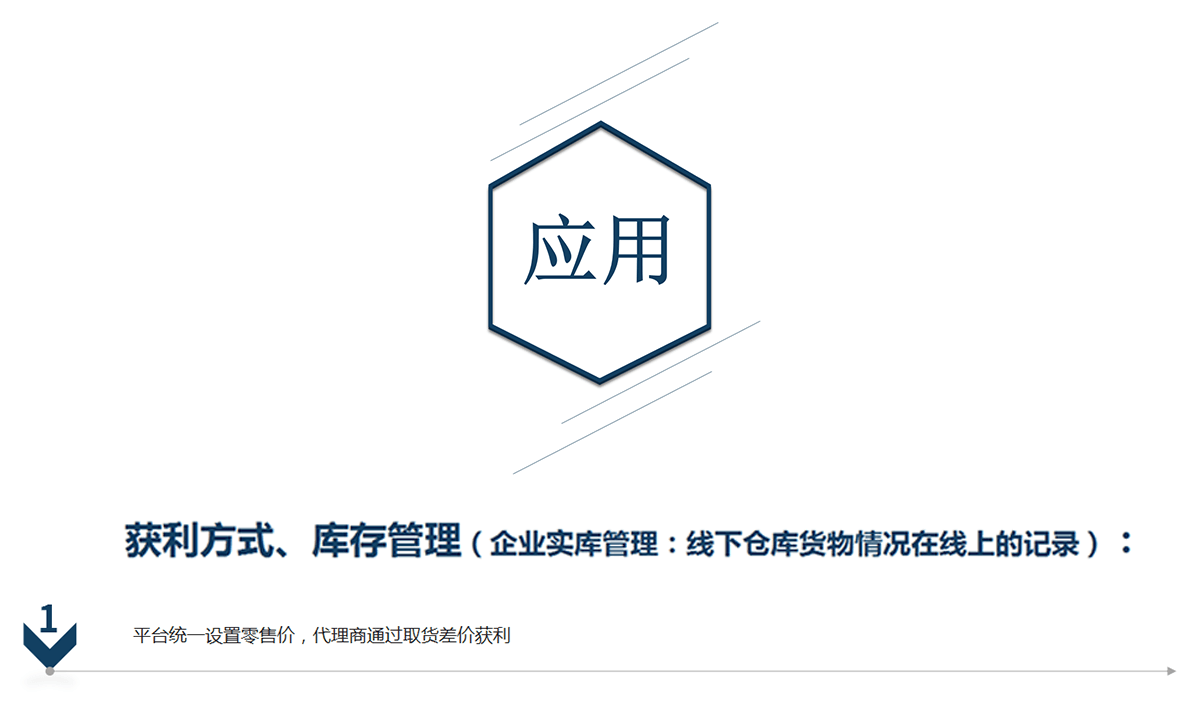 应用
获利方式、库存管理（企业实库管理：线下仓库货物情况在线上的记录）：
1
平台统一设置零售价，代理商通过取货差价获利